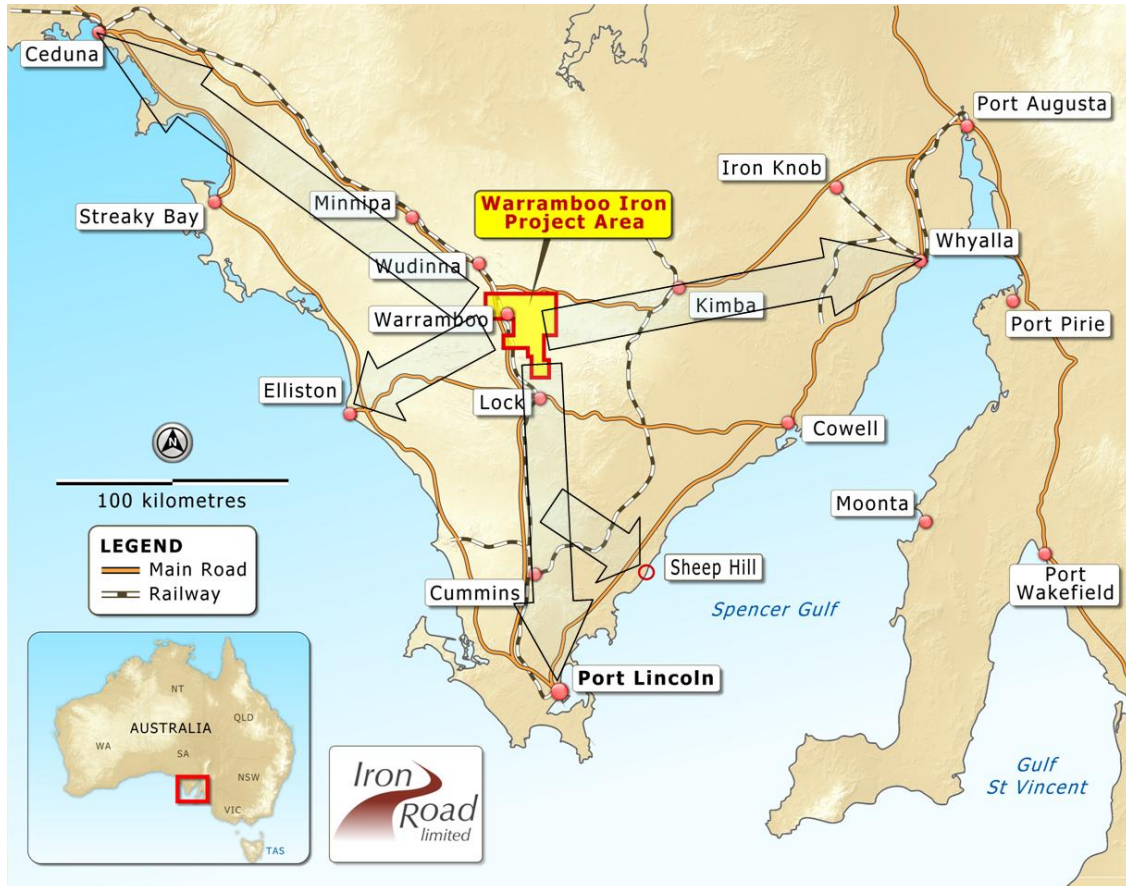 Ceduna
Port Augusta
Iron Knob
Minnipa
Warramboo Iron
Project Area
Streaky Bay
Whyalla
Wudinna
Kimba
Port Pirie
Warramboo
Elliston
Lock
Cowell
N
100 kilometres
Moonta
LEGEND
Main Road
Railway
Sheep Hill
Cummins
Port
Wakefield
Spencer Gulf
Port Lincoln
NT
AUSTRALIA
QLD
WA
SA
NSW
VIC
TAS
Iron
Road
limited
Gulf
St Vincent